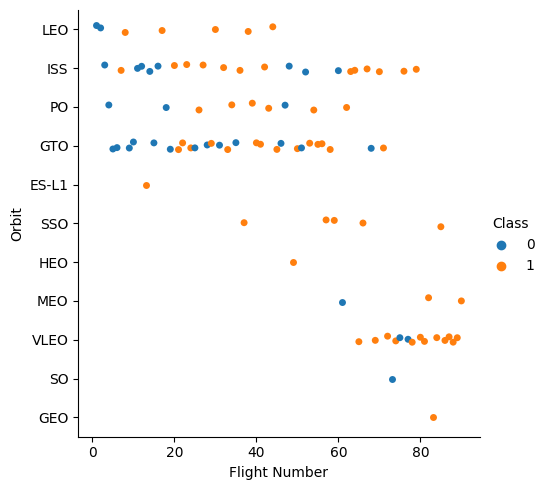 LEO
ISS
PO
GTO
ES-L1
SSO
HEO
MEO
VLEO
SO
GEO
Orbit
0 20 40 60 80
Flight Number
Class
0
1